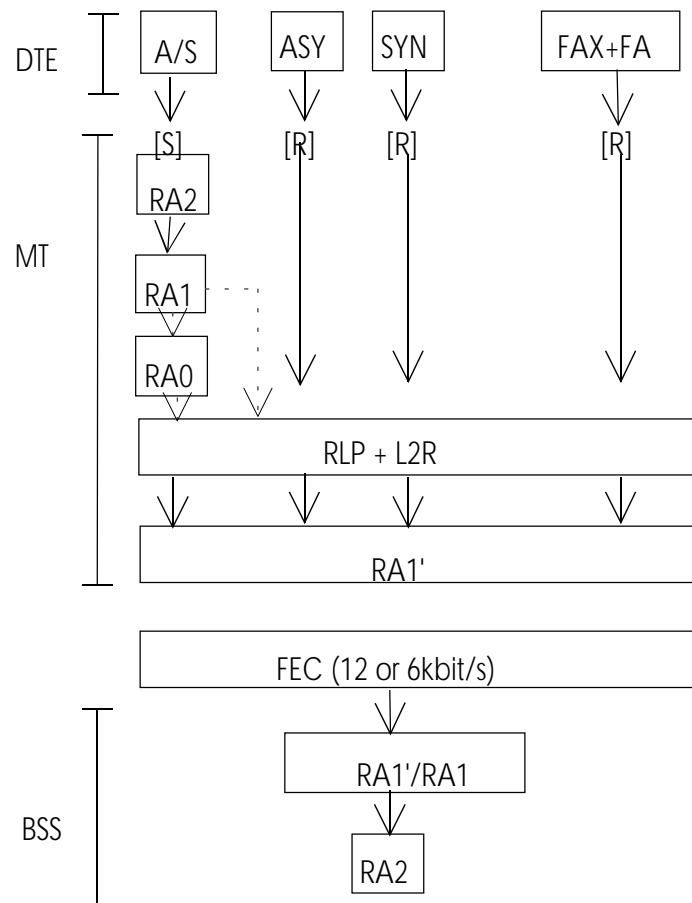 DTE
A/S
ASY
SYN
FAX+FA
[S]
[R]
[R]
[R]
MT
RA2
RA1
RA0
RLP + L2R
RA1'
FEC (12 or 6kbit/s)
RA1'/RA1
BSS
RA2